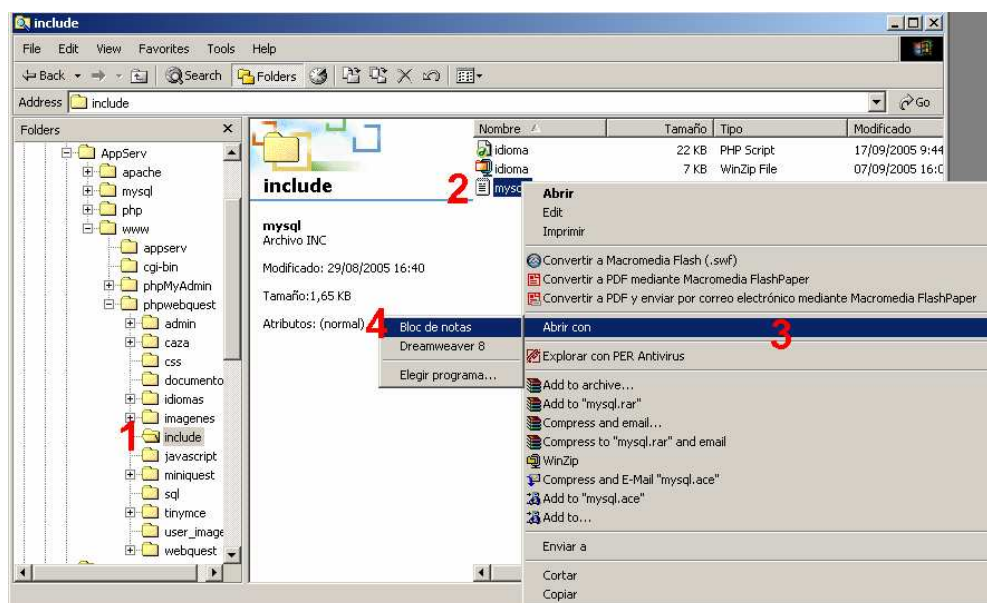 include
File Edit View Favorites Tools Help
Back Search Folders
Address include Go
Folders
AppServ
apache
mysql
php
www
appserv
cgi-bin
phpMyAdmin
phpwebquest
admin
caza
css
documento
idiomas
imagenes
1
include
javascript
miniquest
sql
tinymce
user_image
webquest
include
mysql
Archivo INC
Modificado: 29/08/2005 16:40
Tamaño:1,65 KB
Atributos: (normal)
Nombre Tamaño Tipo Modificado
idioma 22 KB PHP Script 17/09/2005 9:44
idioma 7 KB WinZip File 07/09/2005 16:0
2 mysq
Abrir
Edit
Imprimir
Convertir a Macromedia Flash (.swf)
Convertir a PDF mediante Macromedia FlashPaper
Convertir a PDF y enviar por correo electrónico mediante Macromedia FlashPaper
Abrir con
3
4
Bloc de notas
Dreamweaver 8
Elegir programa...
Explorar con PER Antivirus
Add to archive...
Add to "mysql.rar"
Compress and email...
Compress to "mysql.rar" and email
WinZip
Compress and E-Mail "mysql.ace"
Add to "mysql.ace"
Add to...
Enviar a
Cortar
Copiar